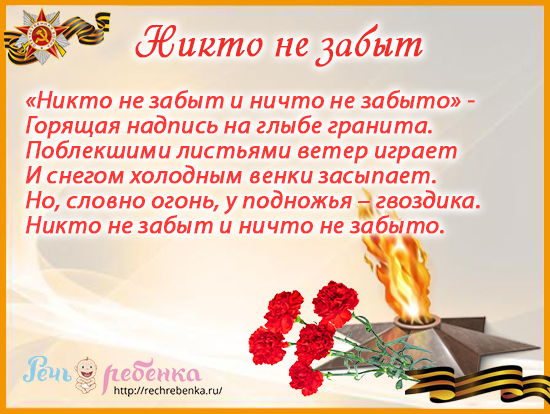 Никто не забыт
«Никто не забыт и ничто не забыто» -
Горящая надпись на глыбе гранита.
Поблекшими листьями ветер играет
И снегом холодным венки засыпает.
Но, словно огонь, у подножья – гвоздика.
Никто не забыт и ничто не забыто.
Речь ребенка
http://rechrebenka.ru/